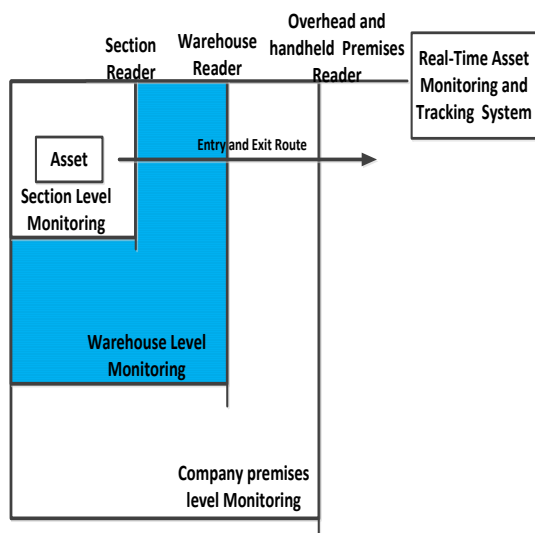 Section
Reader
Warehouse
Reader
Overhead and
handheld Premises
Reader
Real-Time Asset
Monitoring and
Tracking System
Entry and Exit Route
Asset
Section Level
Monitoring
Warehouse Level
Monitoring
Company premises
level Monitoring